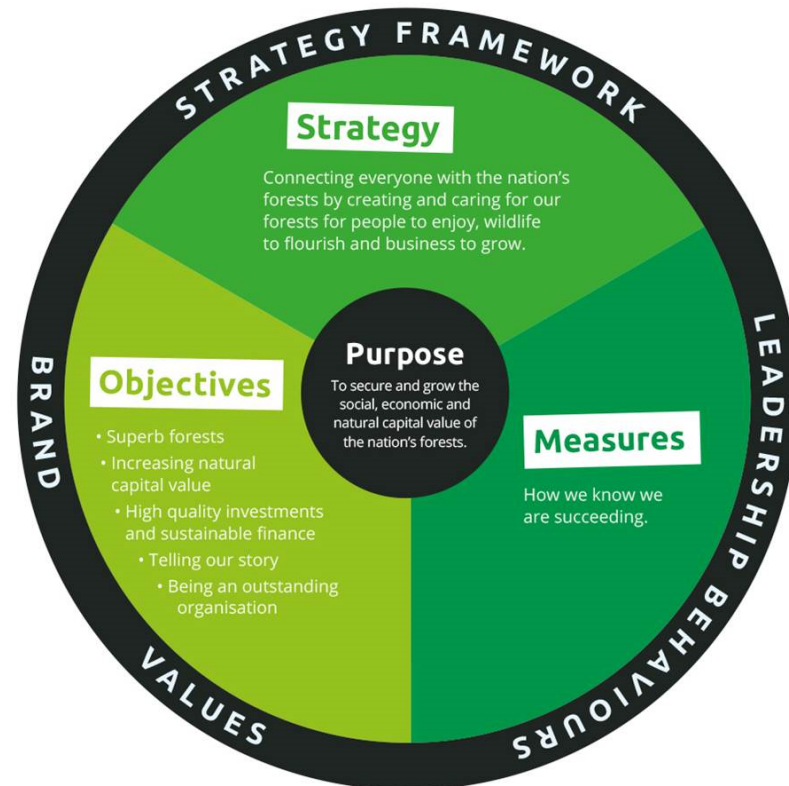 STRATEGY FRAMEWORK
Strategy
Connecting everyone with the nation’s
forests by creating and caring for our
forests for people to enjoy, wildlife
to flourish and business to grow.
Purpose
To secure and grow the
social, economic and
natural capital value of
the nation’s forests.
Objectives
• Superb forests
• Increasing natural
capital value
• High quality investments
and sustainable finance
• Telling our story
• Being an outstanding
organisation
Measures
How we know we
are succeeding.
BRAND
VALUES
LEADERSHIP BEHAVIOURS